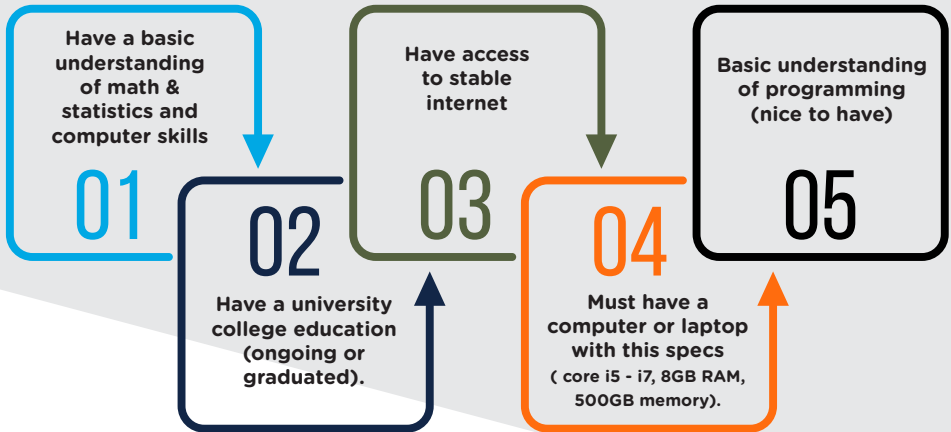 Have a basic
understanding
of math &
statistics and
computer skills
01
02
Have a university
college education
(ongoing or
graduated).
Have access
to stable
internet
03
04
Must have a
computer or laptop
with this specs
( core i5 - i7, 8GB RAM,
500GB memory).
Basic understanding
of programming
(nice to have)
05